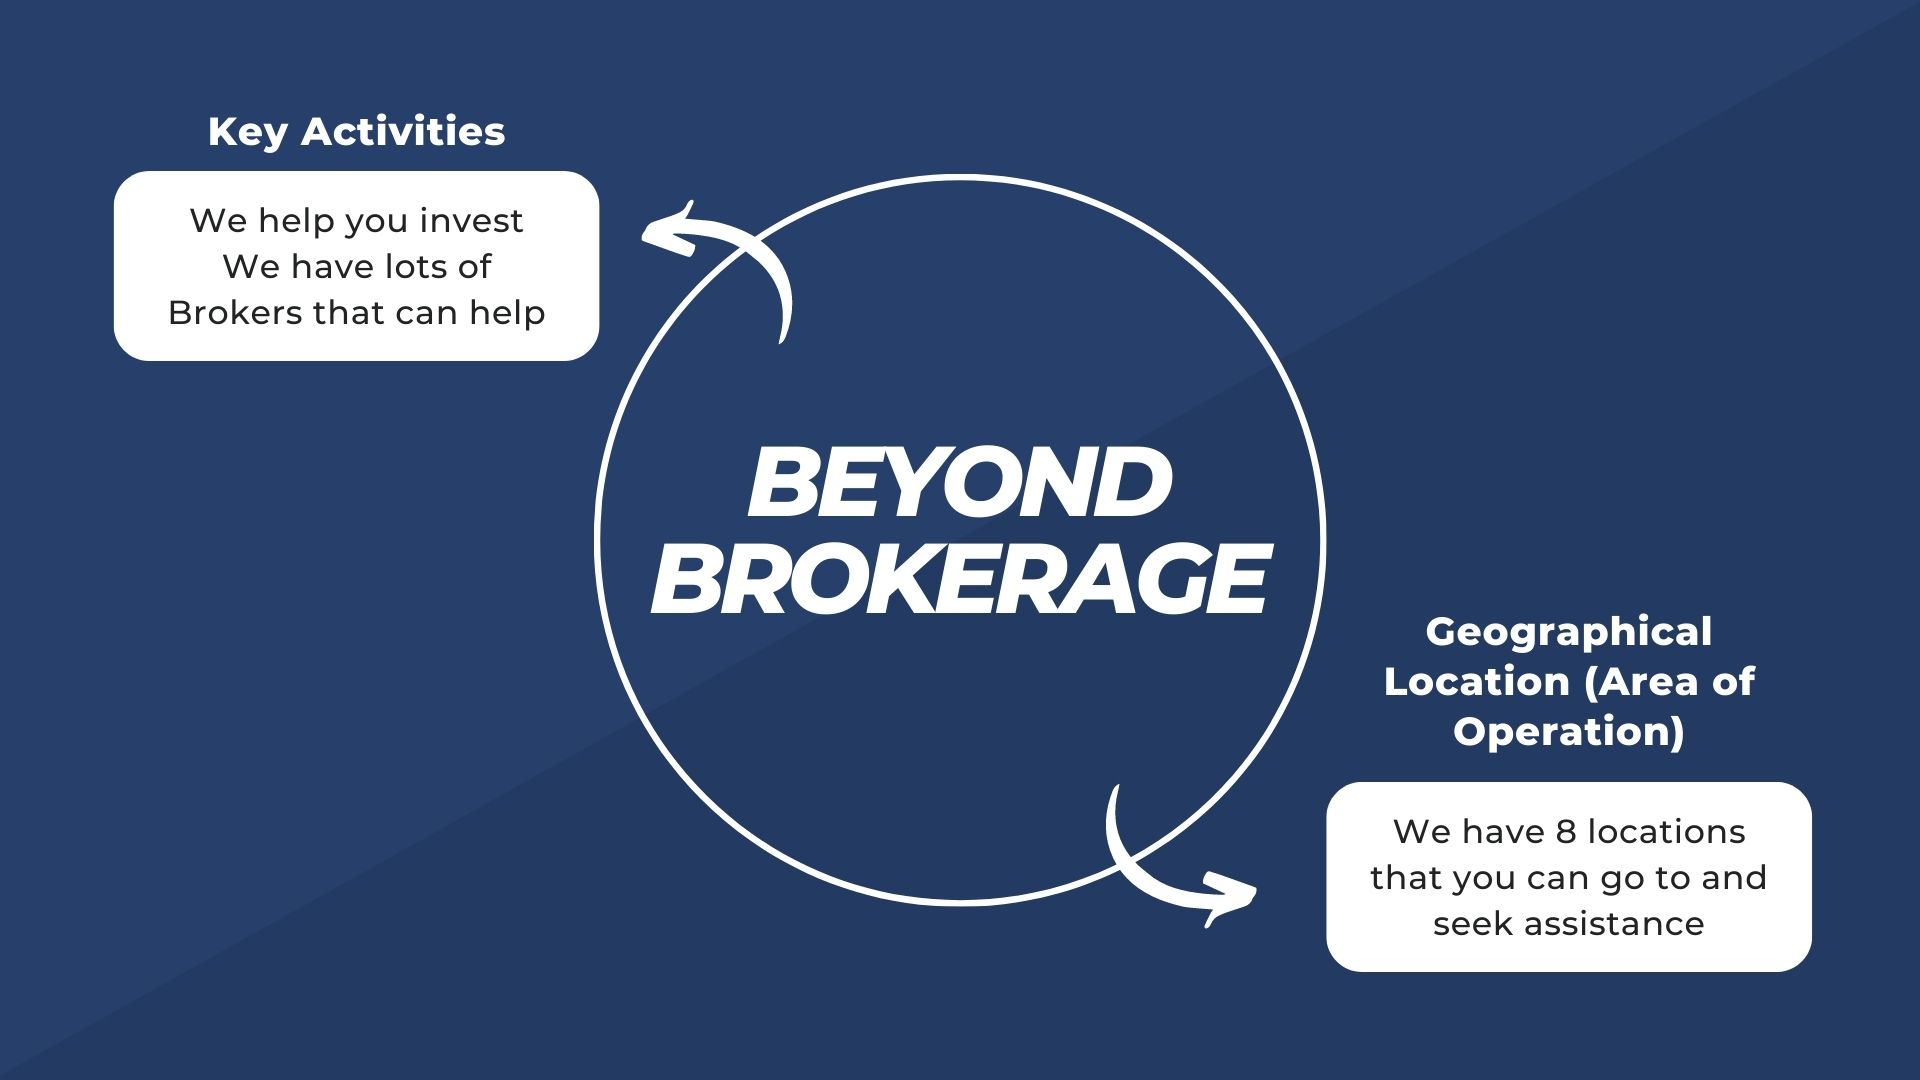 Key Activities
We help you invest
We have lots of
Brokers that can help
BEYOND
BROKERAGE
Geographical
Location (Area of
Operation)
We have 8 locations
that you can go to and
seek assistance